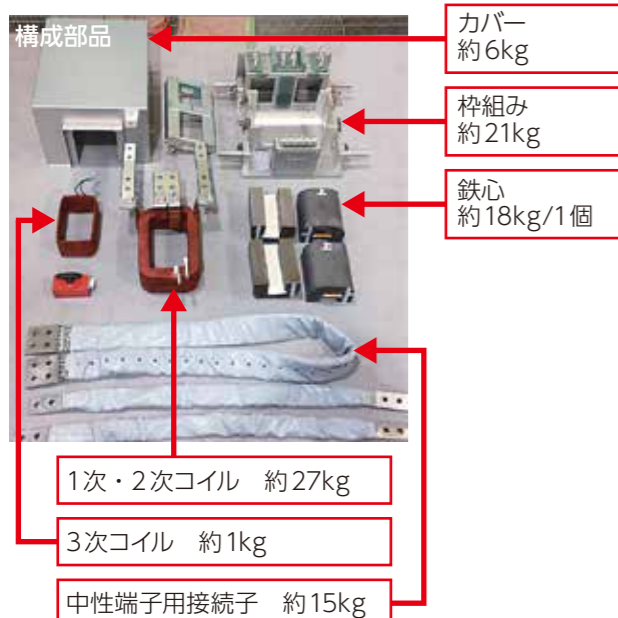 構成部品
カバー
約6kg
枠組み
約21kg
鉄心
約18kg/1個
1次・2次コイル　約27kg
3次コイル　約1kg
中性端子用接続子　約15kg